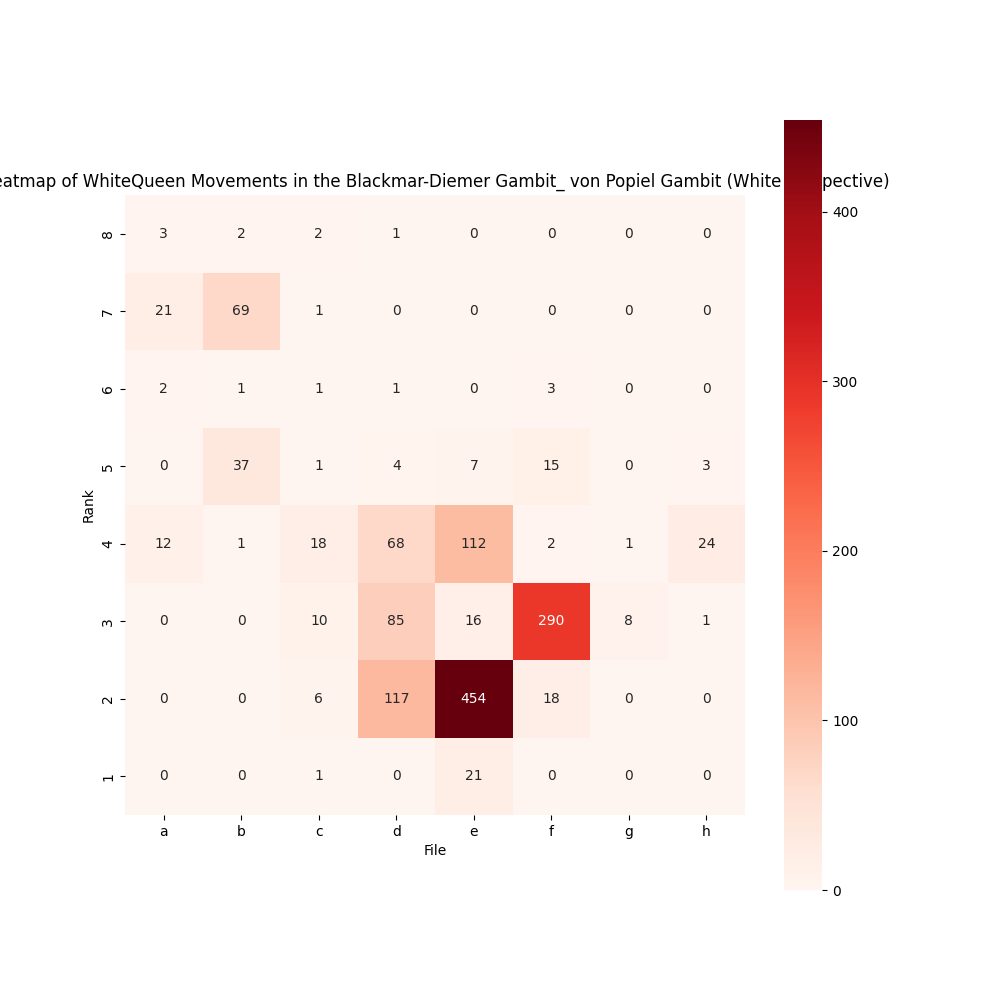 eatmap of WhiteQueen Movements in the Blackmar-Diemer Gambit_ von Popiel Gambit (White pective)
8 3 2 2 1 0 0 0 0
7 21 69 1 0 0 0 0 0
6 2 1 1 1 0 3 0 0
5 0 37 1 4 7 15 0 3
Rank
4 12 1 18 68 112 2 1 24
3 0 0 10 85 16 290 8 1
2 0 0 6 117 454 18 0 0
1 0 0 1 0 21 0 0 0
a b c d e f g h
File
400
300
200
100
0